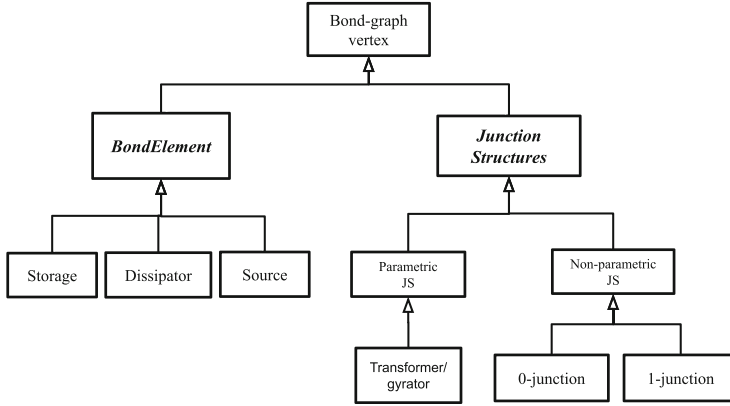 Bond-graph
vertex
BondElement
Junction
Structures
Storage
Dissipator
Source
Parametric
JS
Non-parametric
JS
Transformer/
gyrator
0-junction
1-junction